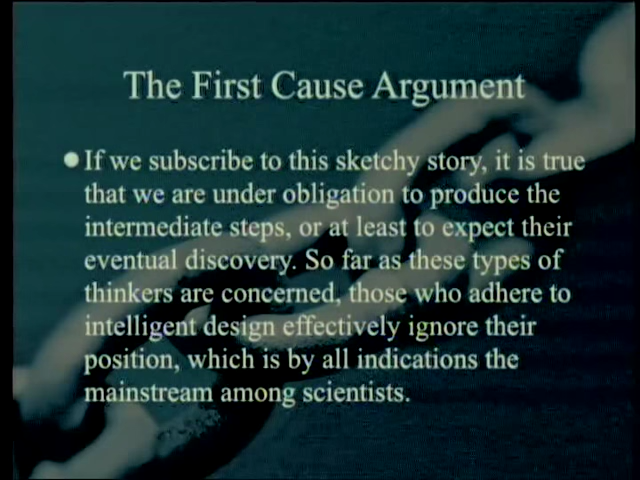 The First Cause Argument
If we subscribe to this sketchy story, it is true
that we are under obligation to produce the
intermediate steps, or at least to expect their
eventual discovery. So far as these types of
thinkers are concerned, those who adhere to
intelligent design effectively ignore their
position, which is by all indications the
mainstream among scientists.